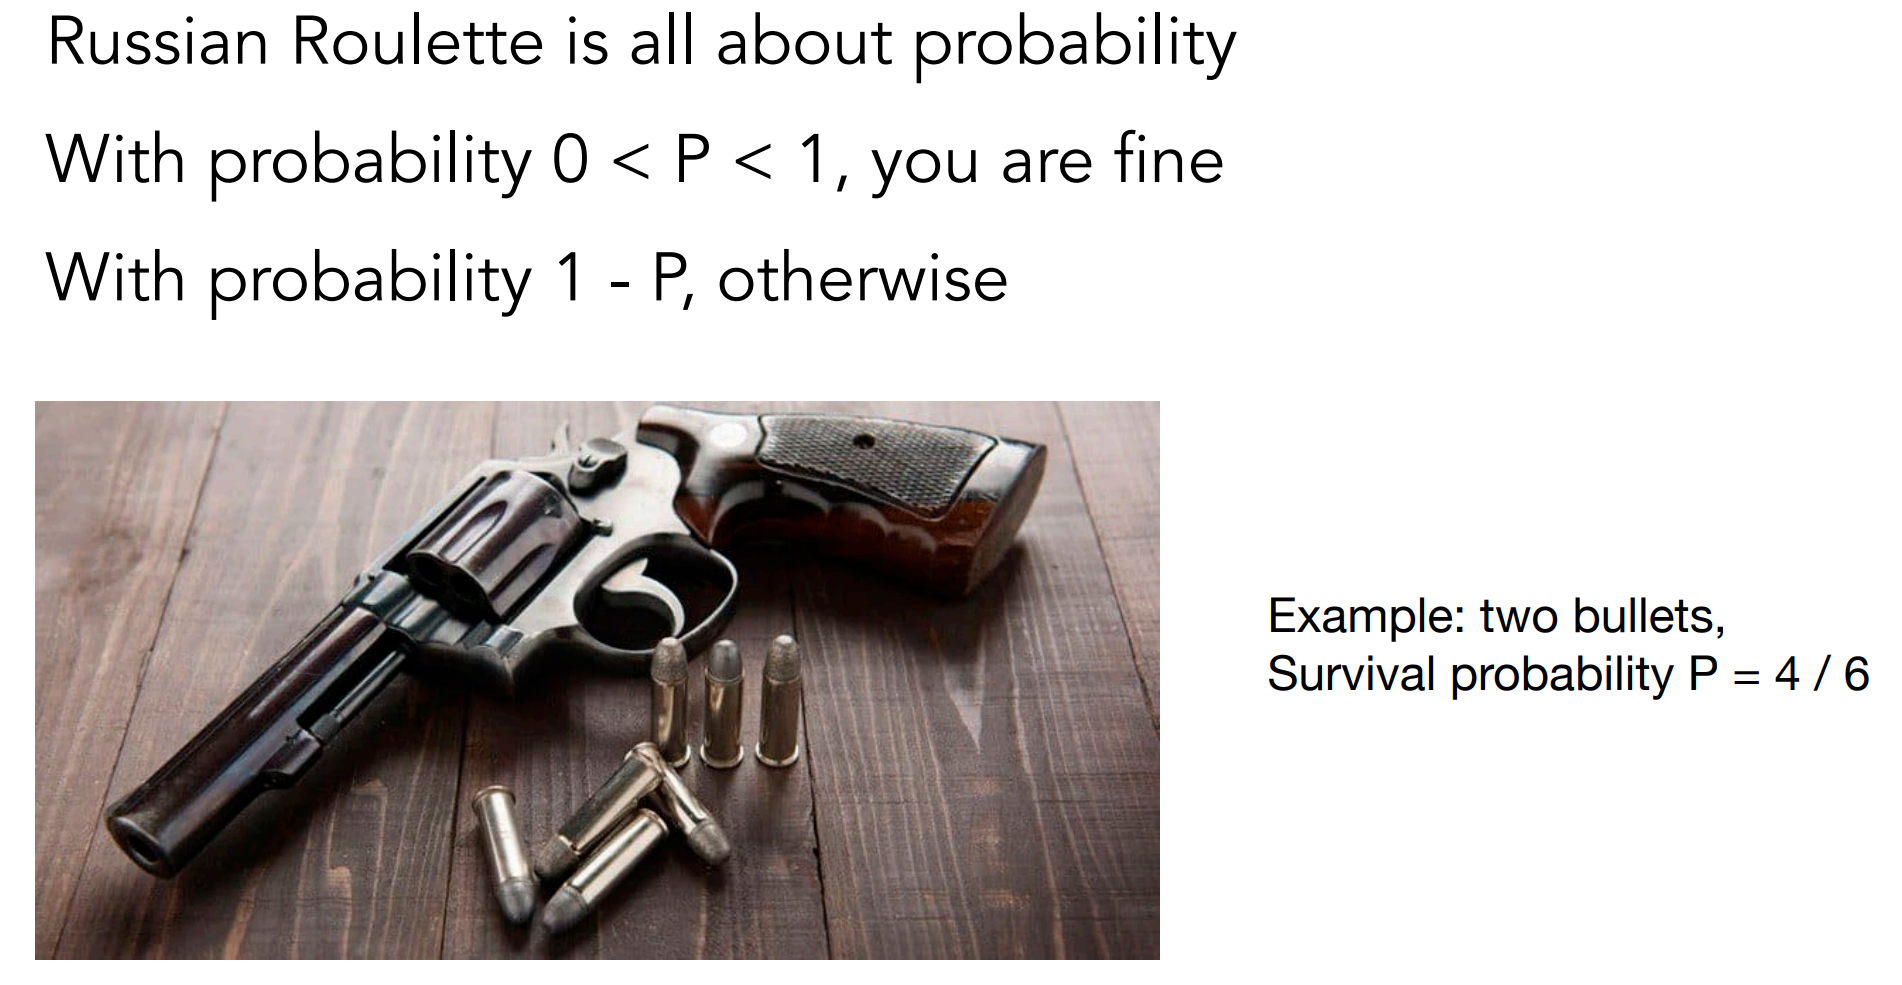 Russian Roulette is all about probability
With probability 0 < P < 1, you are fine
With probability 1 - P, otherwise
Example: two bullets,
Survival probability P = 4 / 6